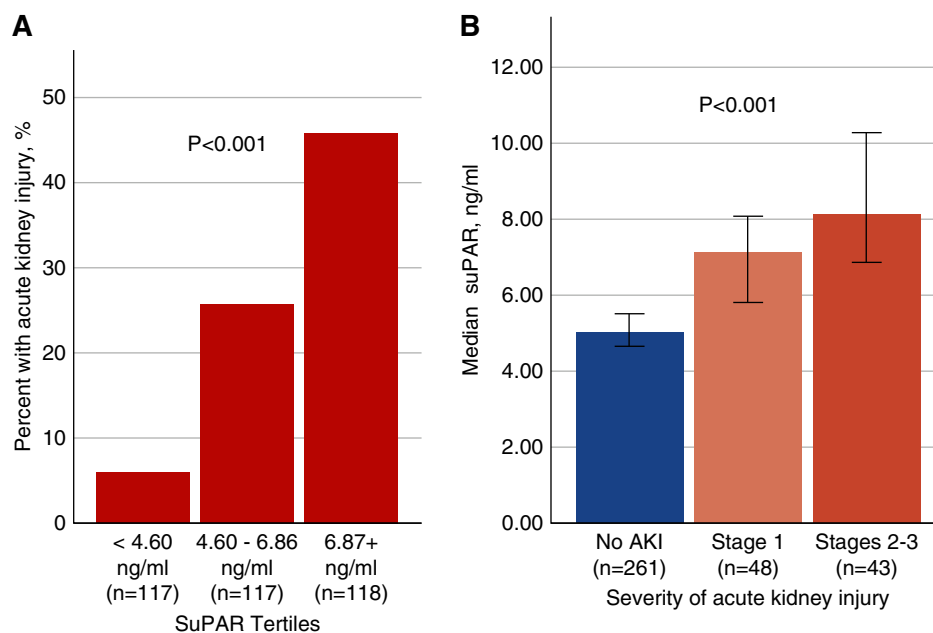 A
Percent with acute kidney injury, %
50
40
30
20
10
0
P<0.001
< 4.60 ng/ml (n=117)
4.60 - 6.86 ng/ml (n=117)
6.87+ ng/ml (n=118)
SuPAR Tertiles
B
Median suPAR, ng/ml
12.00
10.00
8.00
6.00
4.00
2.00
0.00
P<0.001
No AKI (n=261)
Stage 1 (n=48)
Stages 2-3 (n=43)
Severity of acute kidney injury